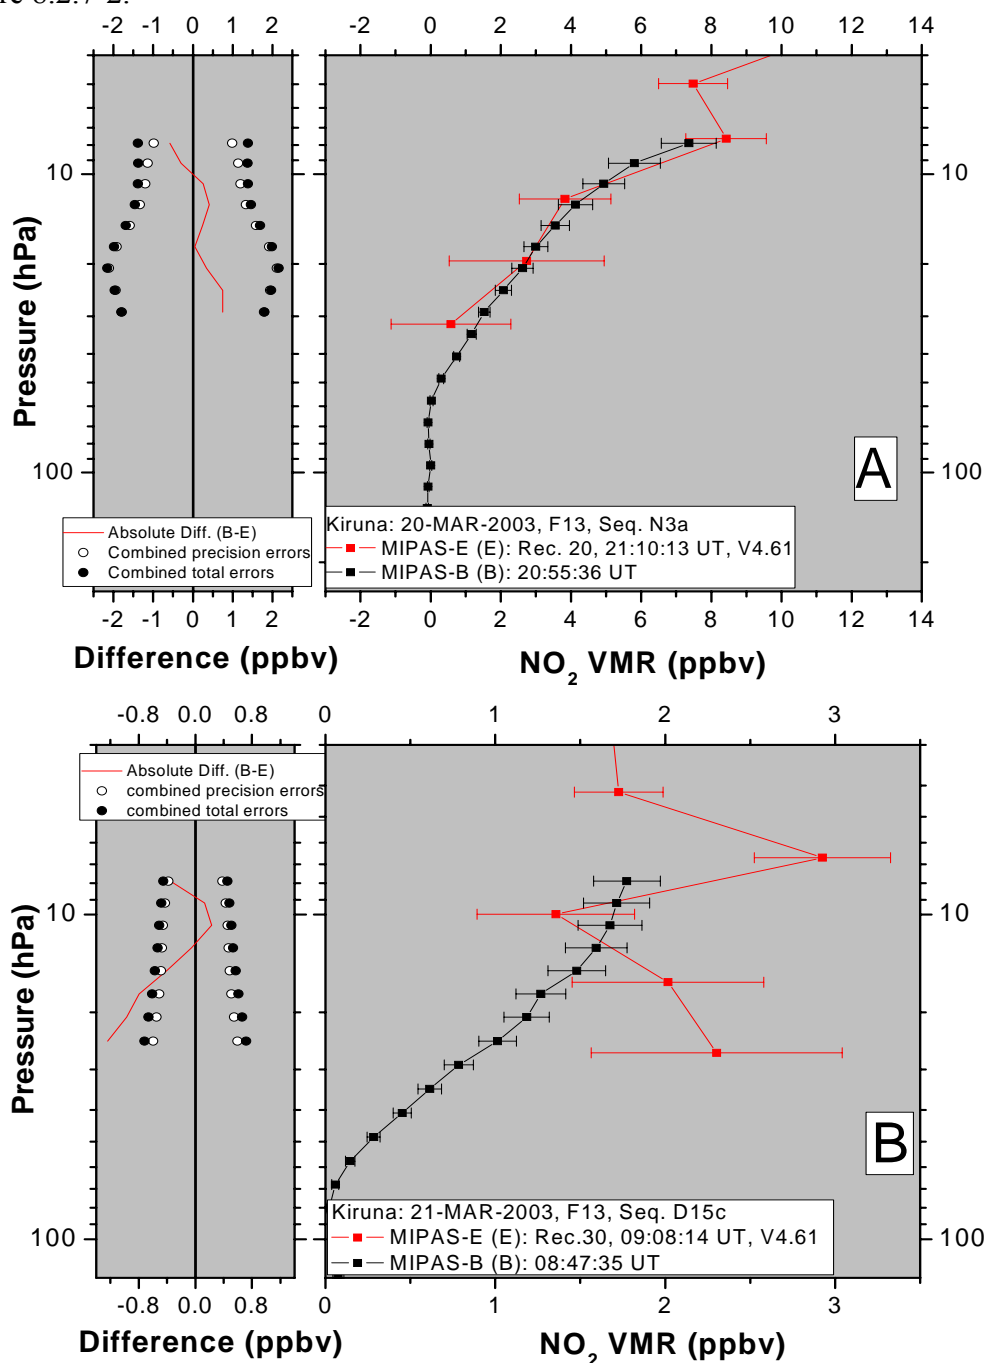 re 8.2.7-2.
-2 -1 0 1 2 0 2 4 6 8 10 12 14
10 10
100 100
Pressure (hPa)
A
Absolute Diff. (B-E)
Combined precision errors
Combined total errors
Kiruna: 20-MAR-2003, F13, Seq. N3a
MIPAS-E (E): Rec. 20, 21:10:13 UT, V4.61
MIPAS-B (B): 20:55:36 UT
-2 -1 0 1 2 0 2 4 6 8 10 12 14
Difference (ppbv) NO2 VMR (ppbv)
-0.8 0.0 0.8 0 1 2 3
Absolute Diff. (B-E)
combined precision errors
combined total errors
10 10
100 100
Pressure (hPa)
B
Kiruna: 21-MAR-2003, F13, Seq. D15c
MIPAS-E (E): Rec.30, 09:08:14 UT, V4.61
MIPAS-B (B): 08:47:35 UT
-0.8 0.0 0.8 0 1 2 3
Difference (ppbv) NO2 VMR (ppbv)